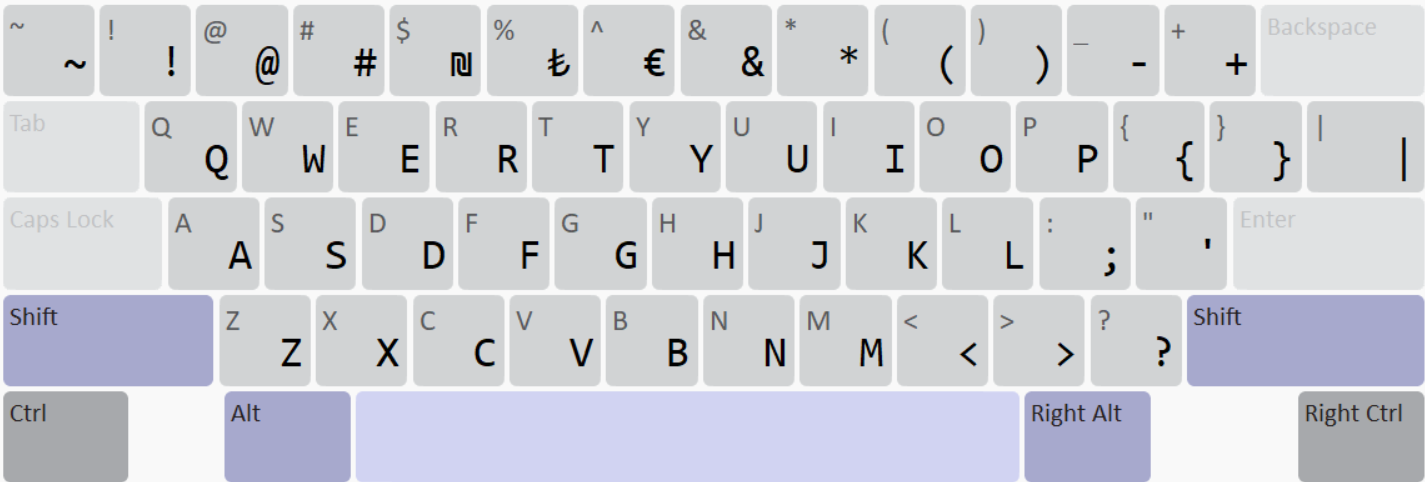 ~ ! @ # $ % ^ & * ( ) _ + Backspace
~ ! @ # ₪ ₺ € & * ( ) - +
Tab Q W E R T Y U I O P { } |
Q W E R T Y U I O P { } |
Caps Lock A S D F G H J K L : " Enter
A S D F G H J K L ; '
Shift Z X C V B N M < > ? Shift
Z X C V B N M < > ?
Ctrl Alt Right Alt Right Ctrl